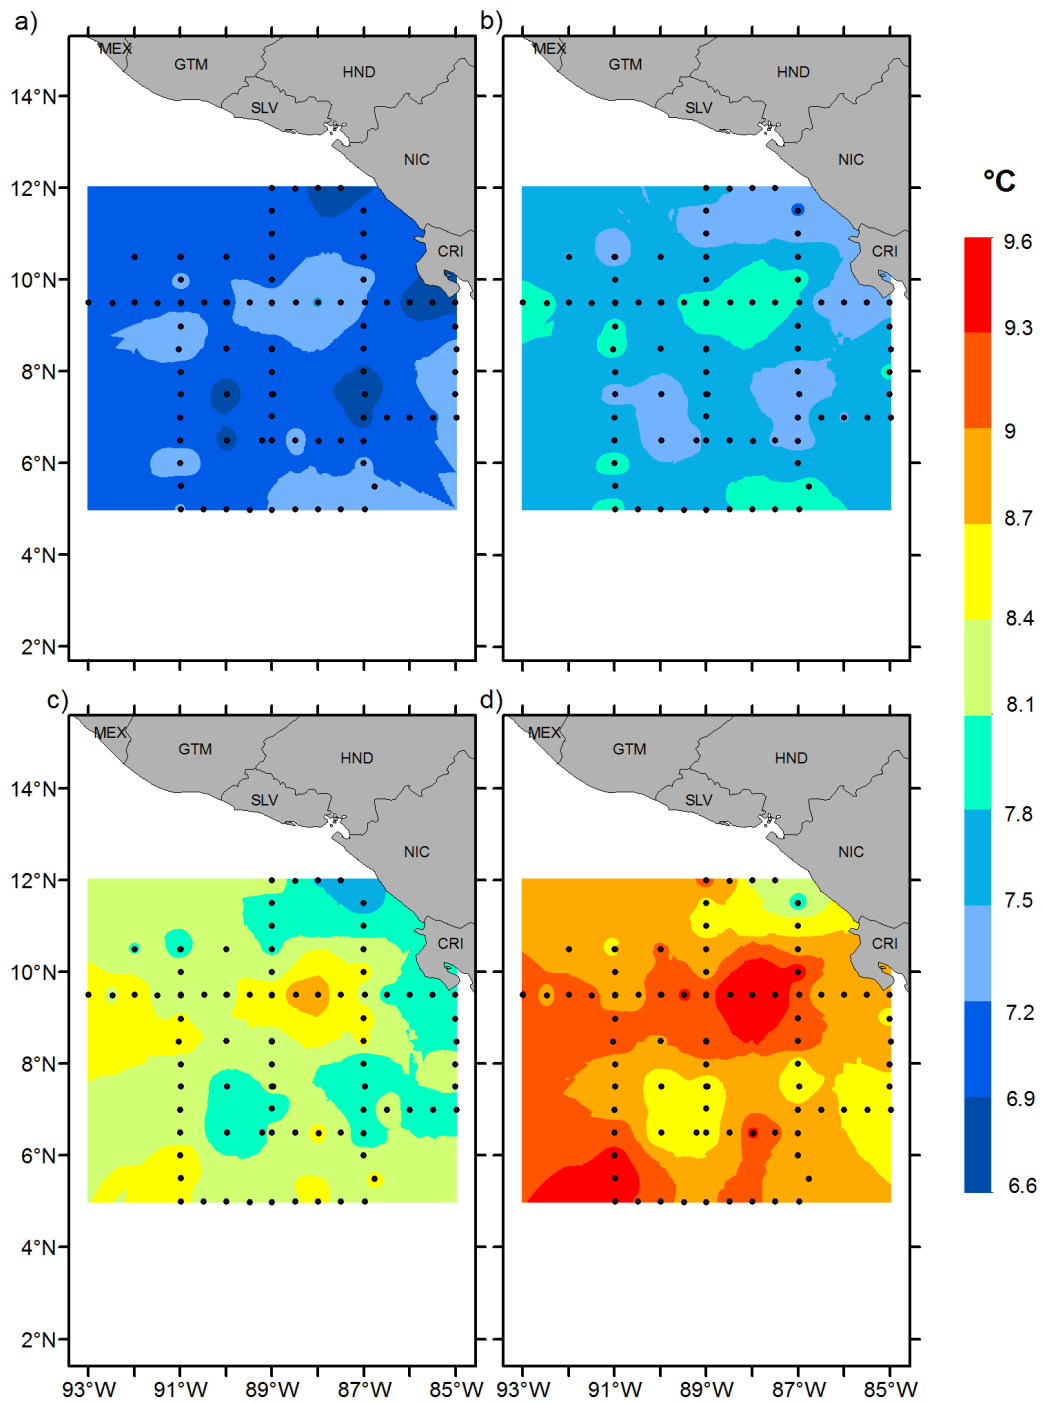 a)
b)
MEX
GTM
HND
SLV
NIC
CRI
MEX
GTM
HND
SLV
NIC
CRI
14°N
12°N
10°N
8°N
6°N
4°N
2°N
°C
9.6
9.3
9
8.7
8.4
8.1
7.8
7.5
7.2
6.9
6.6
c)
d)
MEX
GTM
HND
SLV
NIC
CRI
MEX
GTM
HND
SLV
NIC
CRI
14°N
12°N
10°N
8°N
6°N
4°N
2°N
93°W 91°W 89°W 87°W 85°W
91°W 89°W 87°W 85°W